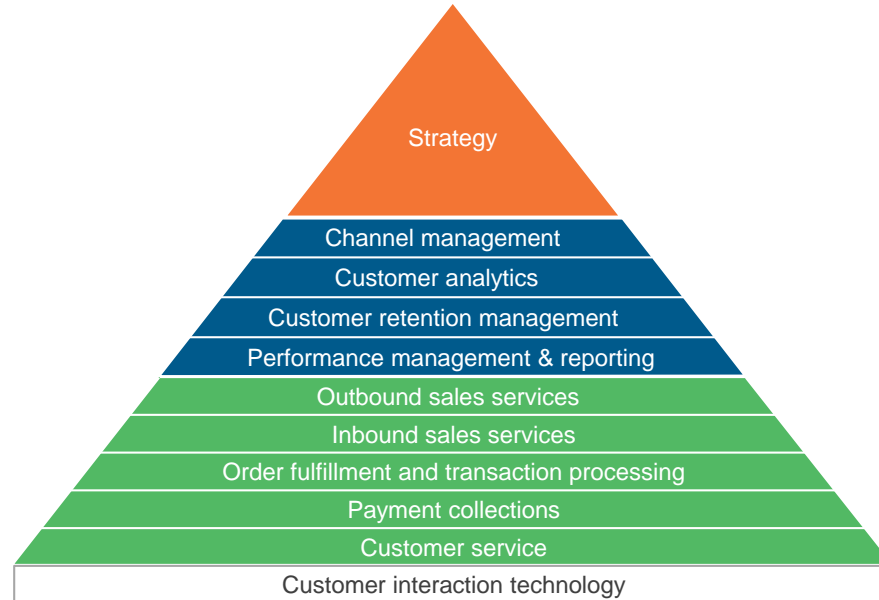 Strategy
Channel management
Customer analytics
Customer retention management
Performance management & reporting
Outbound sales services
Inbound sales services
Order fulfillment and transaction processing
Payment collections
Customer service
Customer interaction technology